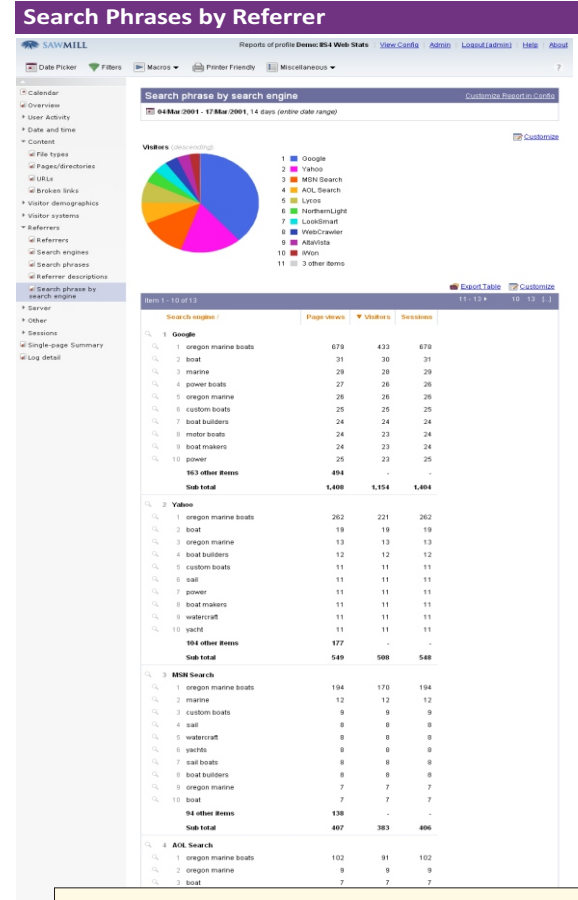 Search Phrases by Referrer
SAWMILL
Reports of profile Demo: IIS4 Web Stats View Config Admin Logout (admin) Help About
Date Picker Filters Macros Printer Friendly Miscellaneous ?
Calendar
Overview
User Activity
Date and time
Content
File types
Pages/directories
URLs
Broken links
Visitor demographics
Visitor systems
Referrers
Referrers
Search engines
Search phrases
Referrer descriptions
Search phrase by
search engine
Server
Other
Sessions
Single-page Summary
Log detail
Search phrase by search engine Customize Report in Config
04/Mar/2001 - 17/Mar/2001, 14 days (entire date range)
Customize
Visitors (descending)
1 Google
2 Yahoo
3 MSN Search
4 AOL Search
5 Lycos
6 NorthernLight
7 LookSmart
8 WebCrawler
9 AltaVista
10 iWon
11 3 other items
Export Table Customize
Item 1 - 10 of 13 11 - 13 10 13 [..]
Search engine / Page views Visitors Sessions
1 Google
1 oregon marine boats 679 433 679
2 boat 31 30 31
3 marine 29 28 29
4 power boats 27 26 26
5 oregon marine 26 26 26
6 custom boats 25 25 25
7 boat builders 24 24 24
8 motor boats 24 23 24
9 boat makers 24 23 24
10 power 25 23 25
163 other items 494 - -
Sub total 1,408 1,154 1,404
2 Yahoo
1 oregon marine boats 262 221 262
2 boat 19 19 19
3 oregon marine 13 13 13
4 boat builders 12 12 12
5 custom boats 11 11 11
6 sail 11 11 11
7 power 11 11 11
8 boat makers 11 11 11
9 watercraft 11 11 11
10 yacht 11 11 11
104 other items 177 - -
Sub total 549 508 548
3 MSN Search
1 oregon marine boats 194 170 194
2 marine 12 12 12
3 custom boats 9 9 9
4 sail 8 8 8
5 watercraft 8 8 8
6 yachts 8 8 8
7 sail boats 8 8 8
8 boat builders 8 8 8
9 oregon marine 7 7 7
10 boat 7 7 7
94 other items 138 - -
Sub total 407 383 406
4 AOL Search
1 oregon marine boats 102 91 102
2 oregon marine 9 9 9
3 boat 7 7 7